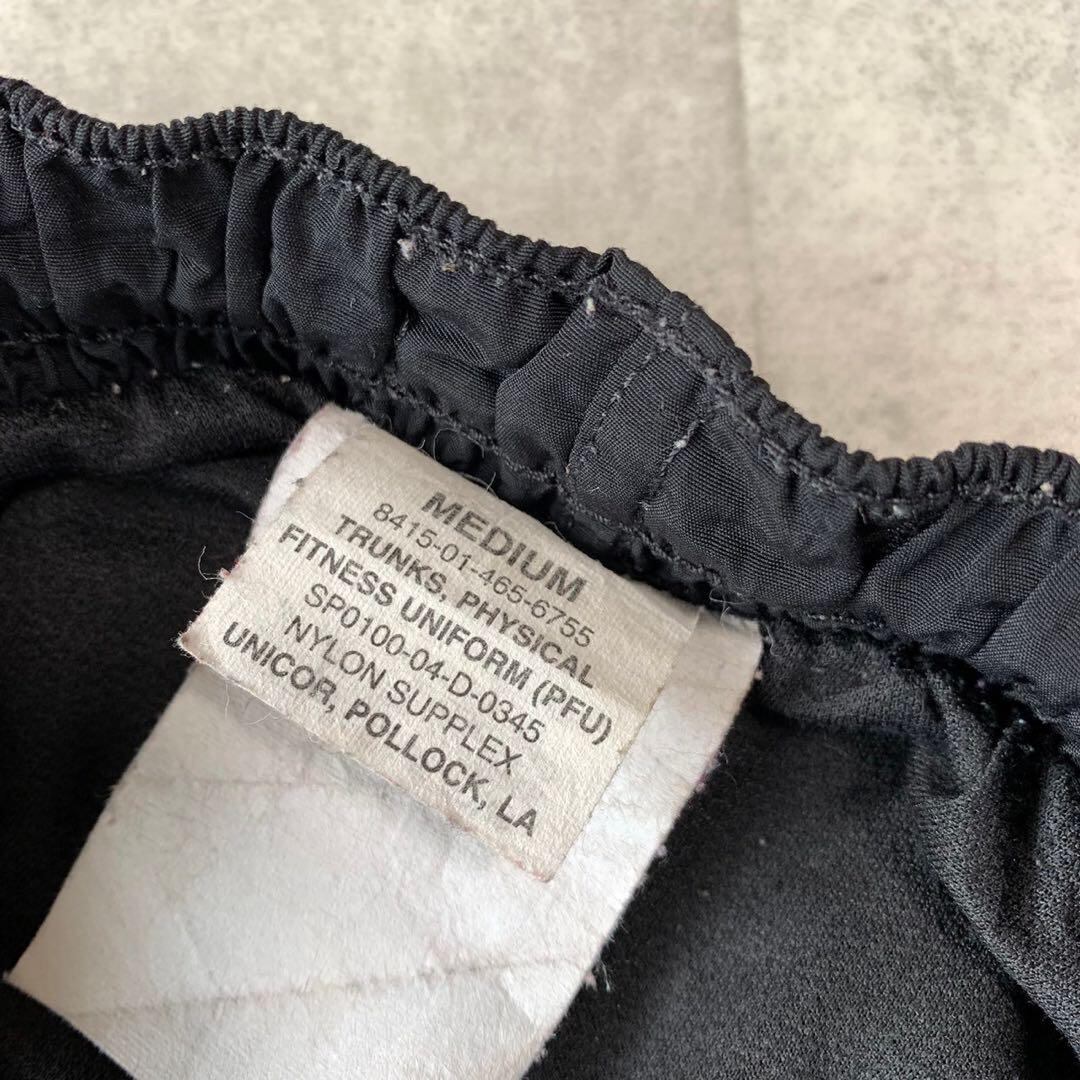 MEDIUM
8415-01-465-6755
TRUNKS, PHYSICAL
FITNESS UNIFORM (PFU)
SP0100-04-D-0345
NYLON SUPPLEX
UNICOR, POLLOCK, LA